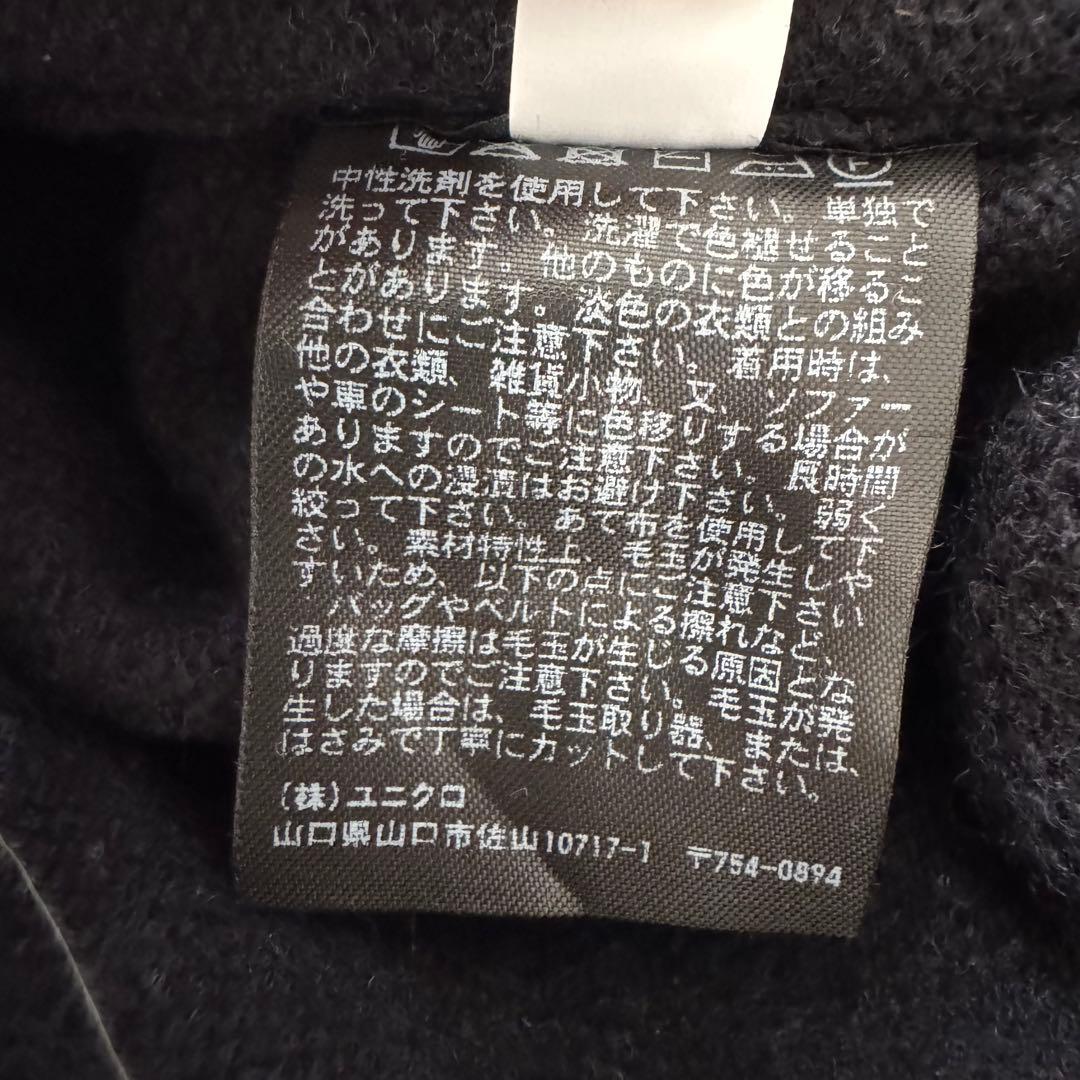 中性洗剤を使用して下さい。単独で
洗って下さい。洗濯で色褪せること
があります。他のものに色が移るこ
とがあります。淡色の衣類との組み
合わせにご注意下さい。着用の時は、
他の衣類、雑貨小物、又、ソファー
や車のシート等に色移りする場合が
ありますのでご注意下さい。長時間
の水への浸漬は避けて下さい。弱く
絞って下さい。あて布を使用して下
さい。素材特性上、毛玉が発生しや
すいため、以下の点にご注意下さい
。バッグやベルトによる擦れなど、
過度な摩擦は毛玉が生じる原因とな
りますのでご注意下さい。毛玉が発
生した場合は、毛玉取り器、または
はさみで丁寧にカットして下さい。
(株)ユニクロ
山口県山口市佐山10717-1 〒754-0894